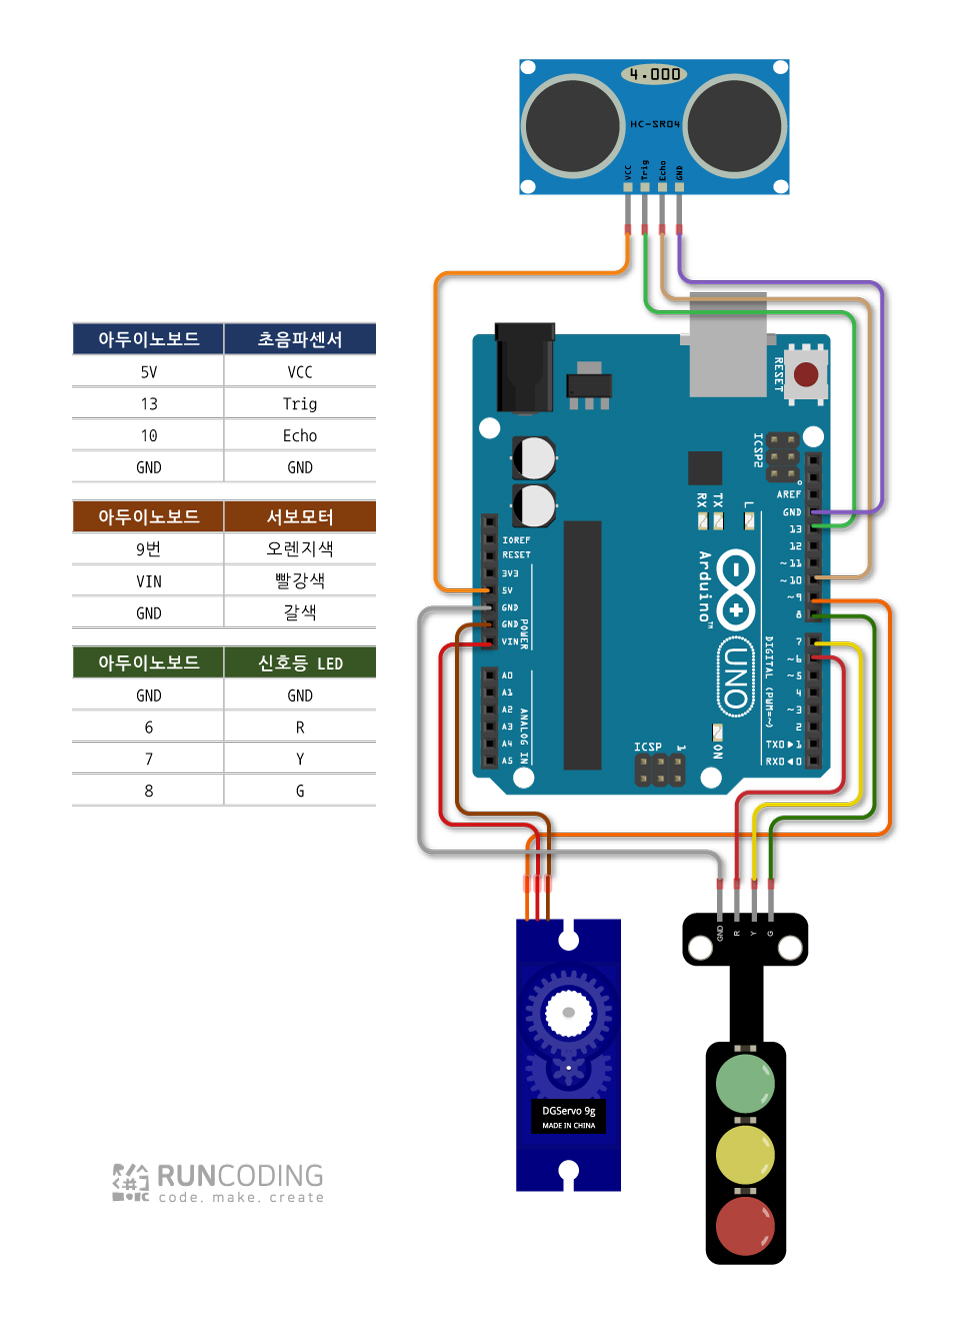 4.000
HC-SR04
VCC Trig Echo GND
아두이노보드 초음파센서
5V VCC
13 Trig
10 Echo
GND GND
아두이노보드 서보모터
9번 오렌지색
VIN 빨강색
GND 갈색
아두이노보드 신호등 LED
GND GND
6 R
7 Y
8 G
RESET
ICSP2
AREF
GND
13
12
~11
~10
~9
8
7
~6
~5
4
~3
2
TX0▶1
RX0◀0
DIGITAL (PWM=~)
RX TX L
Arduino™
UNO
IOREF
RESET
3V3
5V
GND
GND
VIN
POWER
A0
A1
A2
A3
A4
A5
ANALOG IN
ICSP 1
ON
DGServo 9g
MADE IN CHINA
GND R Y G
RUNCODING
code. make. create